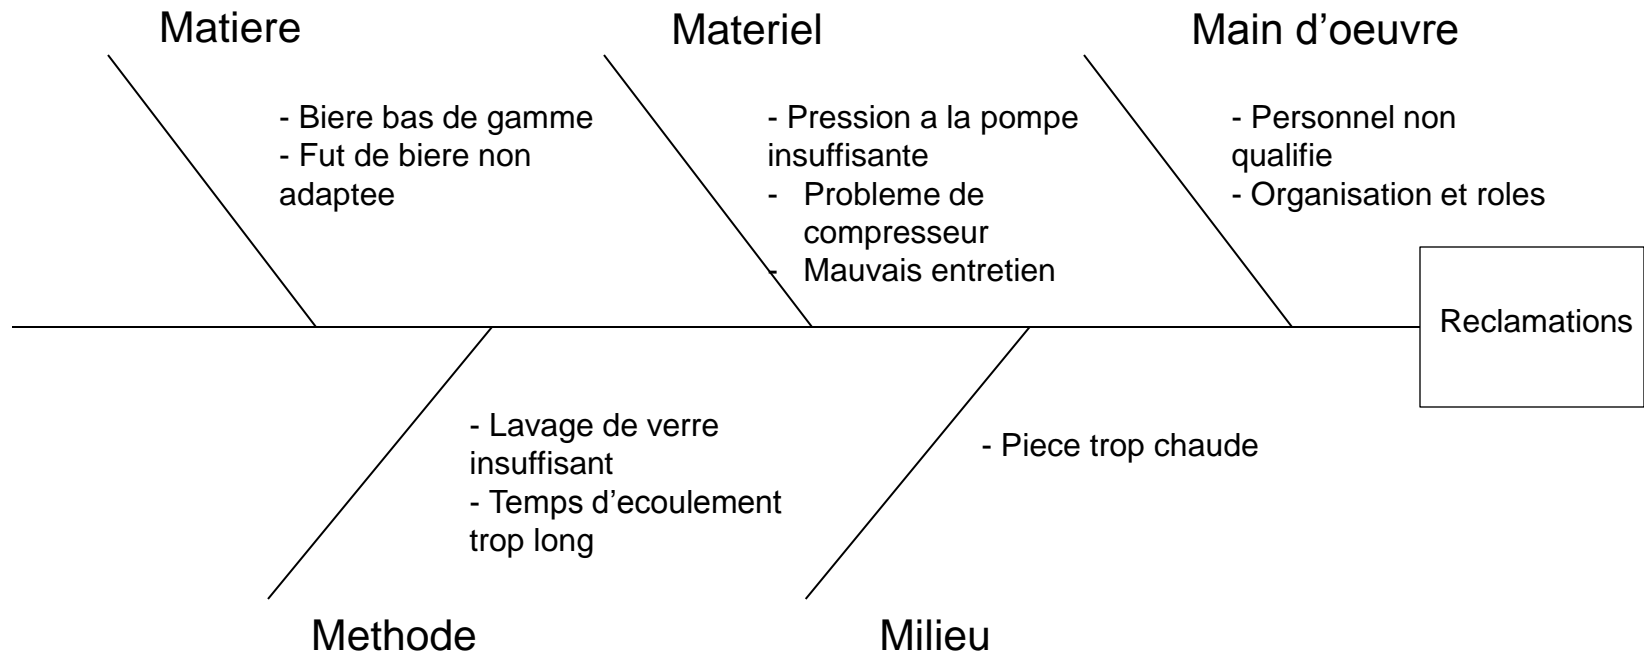 Matiere
Materiel
Main d’oeuvre
- Biere bas de gamme
- Fut de biere non
adaptee
- Pression a la pompe
insuffisante
- Probleme de
compresseur
- Mauvais entretien
- Personnel non
qualifie
- Organisation et roles
Reclamations
- Lavage de verre
insuffisant
- Temps d’ecoulement
trop long
- Piece trop chaude
Methode
Milieu